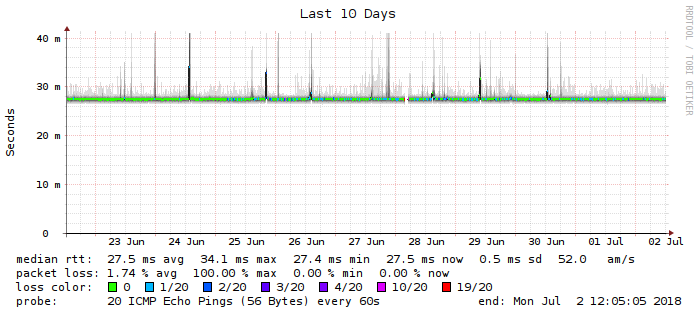 Last 10 Days
RRDTOOL / TOBI OETIKER
Seconds
40 m
30 m
20 m
10 m
0
23 Jun 24 Jun 25 Jun 26 Jun 27 Jun 28 Jun 29 Jun 30 Jun 01 Jul 02 Jul
median rtt: 27.5 ms avg 34.1 ms max 27.4 ms min 27.5 ms now 0.5 ms sd 52.0 am/s
packet loss: 1.74 % avg 100.00 % max 0.00 % min 0.00 % now
loss color: 0 1/20 2/20 3/20 4/20 10/20 19/20
probe: 20 ICMP Echo Pings (56 Bytes) every 60s end: Mon Jul 2 12:05:05 2018